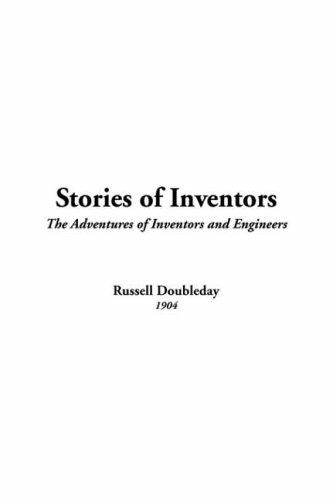 Stories of Inventors
The Adventures of Inventors and Engineers
Russell Doubleday
1904